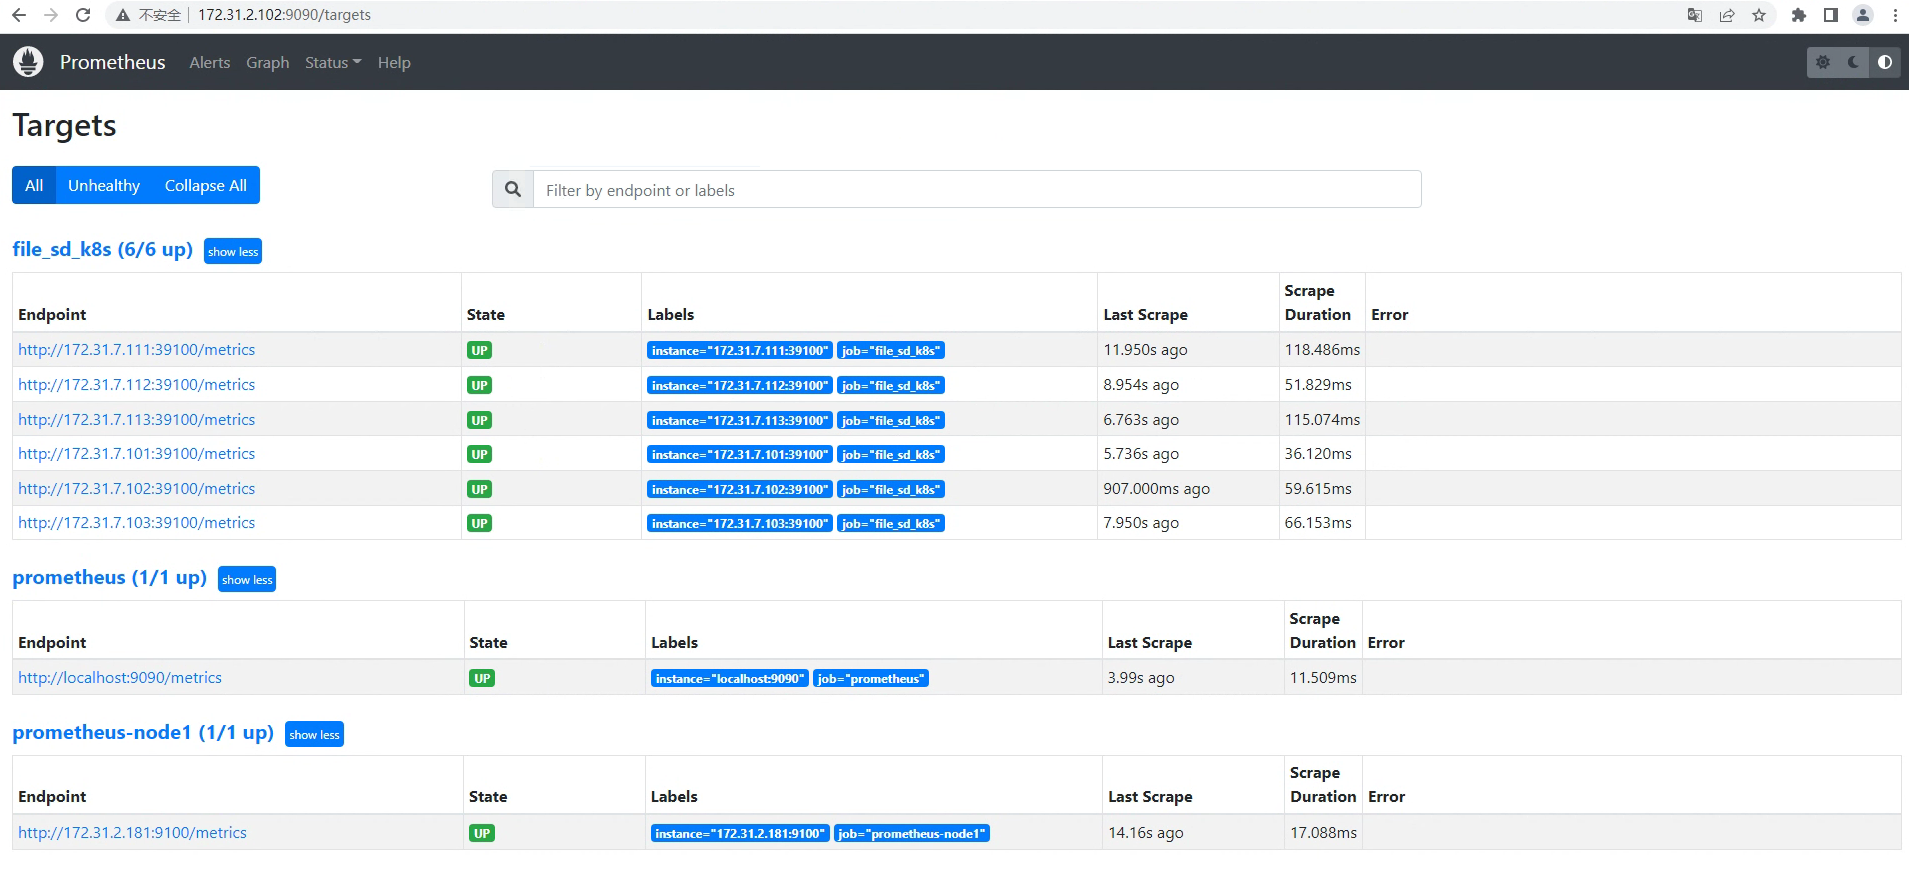 不安全 172.31.2.102:9090/targets
Prometheus Alerts Graph Status Help
Targets
All Unhealthy Collapse All Filter by endpoint or labels
file_sd_k8s (6/6 up) show less
Endpoint State Labels Last Scrape Scrape Duration Error
http://172.31.7.111:39100/metrics UP instance="172.31.7.111:39100" job="file_sd_k8s" 11.950s ago 118.486ms
http://172.31.7.112:39100/metrics UP instance="172.31.7.112:39100" job="file_sd_k8s" 8.954s ago 51.829ms
http://172.31.7.113:39100/metrics UP instance="172.31.7.113:39100" job="file_sd_k8s" 6.763s ago 115.074ms
http://172.31.7.101:39100/metrics UP instance="172.31.7.101:39100" job="file_sd_k8s" 5.736s ago 36.120ms
http://172.31.7.102:39100/metrics UP instance="172.31.7.102:39100" job="file_sd_k8s" 907.000ms ago 59.615ms
http://172.31.7.103:39100/metrics UP instance="172.31.7.103:39100" job="file_sd_k8s" 7.950s ago 66.153ms
prometheus (1/1 up) show less
Endpoint State Labels Last Scrape Scrape Duration Error
http://localhost:9090/metrics UP instance="localhost:9090" job="prometheus" 3.99s ago 11.509ms
prometheus-node1 (1/1 up) show less
Endpoint State Labels Last Scrape Scrape Duration Error
http://172.31.2.181:9100/metrics UP instance="172.31.2.181:9100" job="prometheus-node1" 14.16s ago 17.088ms